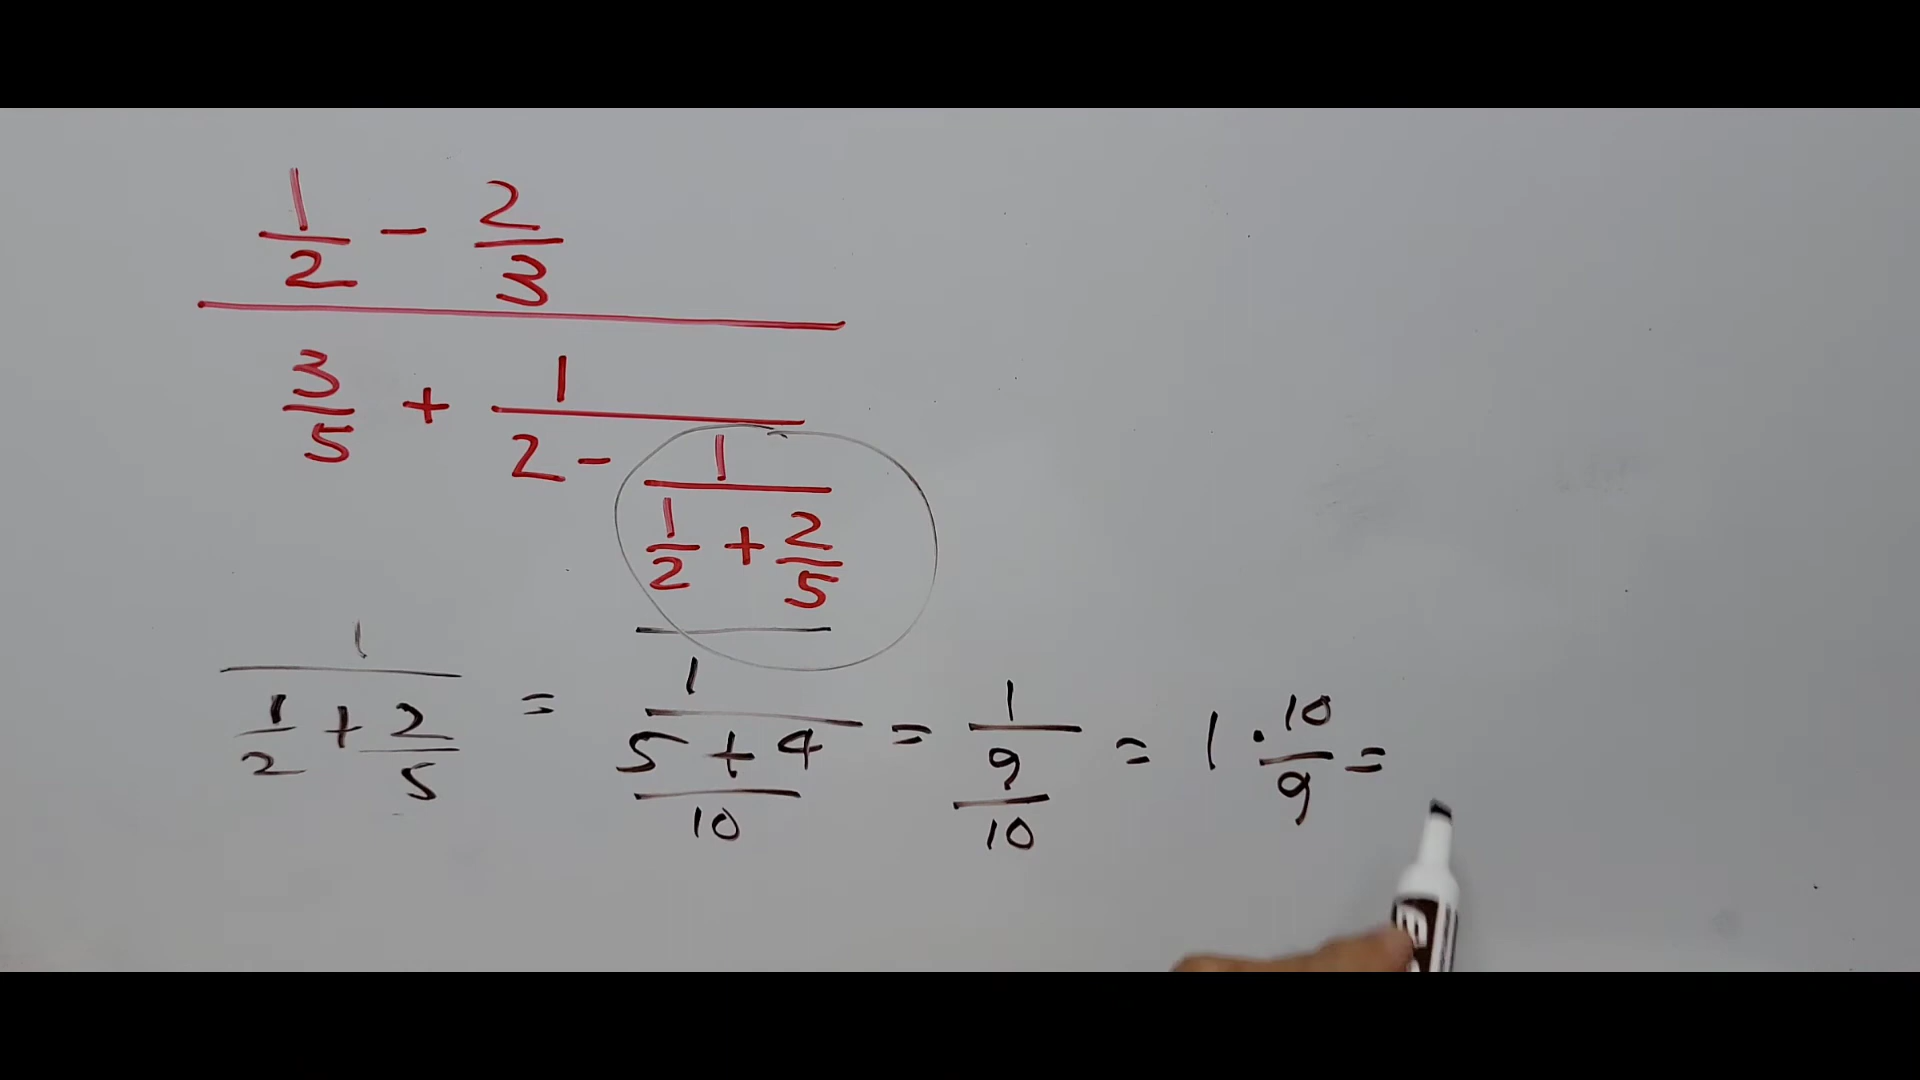 1/2 - 2/3
3/5 + 1
2 - 1
1/2 + 2/5
1/(1/2 + 2/5) = 1/((5 + 4)/10) = 1/(9/10) = 1 · 10/9 =